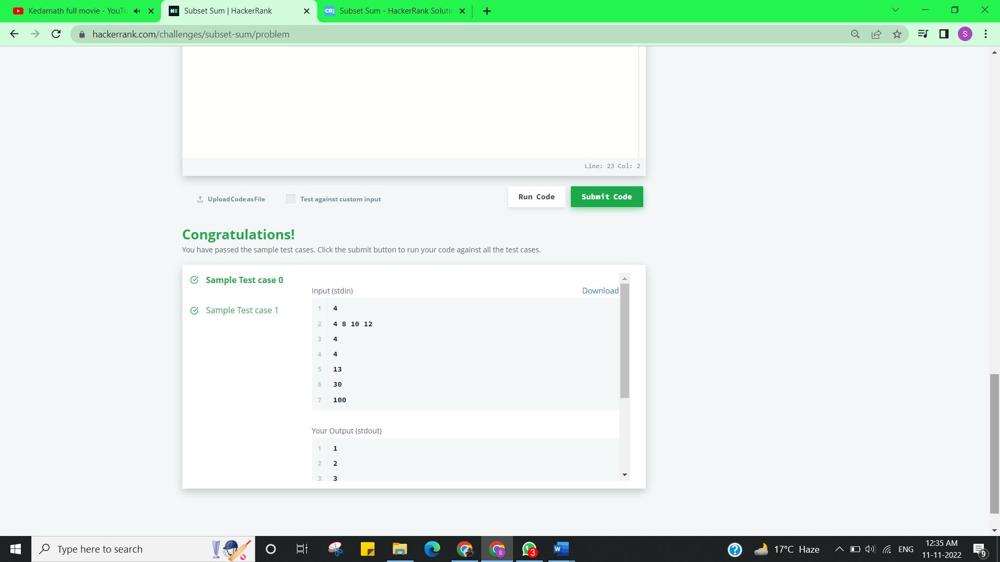 Kedarnath full movie - YouTu
Subset Sum | HackerRank
CB; Subset Sum - HackerRank Solutio
hackerrank.com/challenges/subset-sum/problem
S
Line: 23 Col: 2
Upload Code as File
Test against custom input
Run Code
Submit Code
Congratulations!
You have passed the sample test cases. Click the submit button to run your code against all the test cases.
Sample Test case 0
Sample Test case 1
Input (stdin)
Download
1 4
2 4 8 10 12
3 4
4 4
5 13
6 30
7 100
Your Output (stdout)
1 1
2 2
3 3
Type here to search
3
17°C Haze
ENG
12:35 AM
11-11-2022
9